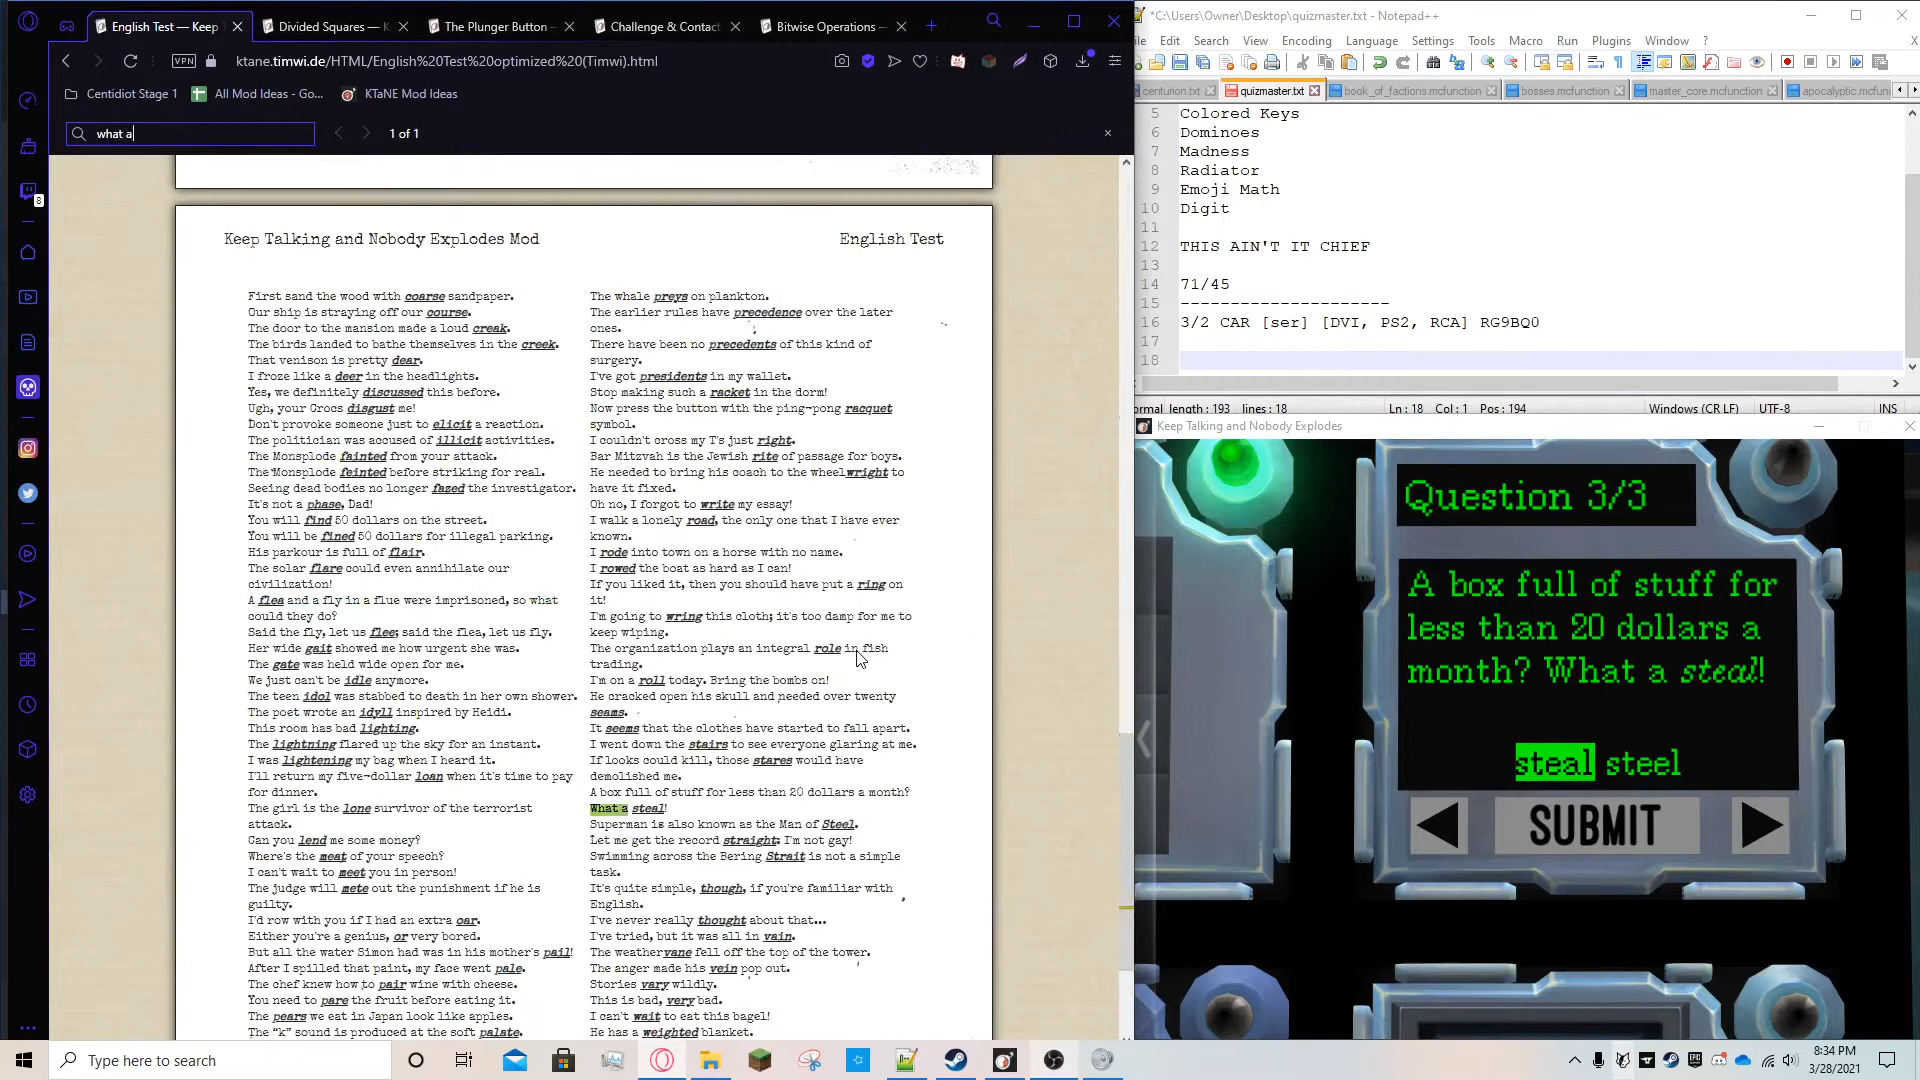 English Test — Keep
Divided Squares — K
The Plunger Button —
Challenge & Contact
Bitwise Operations —
VPN
ktane.timwi.de/HTML/English%20Test%20optimized%20(Timwi).html
Centidiot Stage 1
All Mod Ideas - Go...
KTaNE Mod Ideas
what a
1 of 1
8
Keep Talking and Nobody Explodes Mod
English Test
First sand the wood with coarse sandpaper.
Our ship is straying off our course.
The door to the mansion made a loud creak.
The birds landed to bathe themselves in the creek.
That venison is pretty dear.
I froze like a deer in the headlights.
Yes, we definitely discussed this before.
Ugh, your Crocs disgust me!
Don't provoke someone just to elicit a reaction.
The politician was accused of illicit activities.
The Monsplode fainted from your attack.
The Monsplode feinted before striking for real.
Seeing dead bodies no longer fazed the investigator.
It's not a phase, Dad!
You will find 50 dollars on the street.
You will be fined 50 dollars for illegal parking.
His parkour is full of flair.
The solar flare could even annihilate our
civilization!
A flea and a fly in a flue were imprisoned, so what
could they do?
Said the fly, let us flee; said the flea, let us fly.
Her wide gait showed me how urgent she was.
The gate was held wide open for me.
We just can't be idle anymore.
The teen idol was stabbed to death in her own shower.
The poet wrote an idyll inspired by Heidi.
This room has bad lighting.
The lightning flared up the sky for an instant.
I was lightening my bag when I heard it.
I'll return my five-dollar loan when it's time to pay
for dinner.
The girl is the lone survivor of the terrorist
attack.
Can you lend me some money?
Where's the meat of your speech?
I can't wait to meet you in person!
The judge will mete out the punishment if he is
guilty.
I'd row with you if I had an extra oar.
Either you're a genius, or very bored.
But all the water Simon had was in his mother's pail!
After I spilled that paint, my face went pale.
The chef knew how to pair wine with cheese.
You need to pare the fruit before eating it.
The pears we eat in Japan look like apples.
The “k” sound is produced at the soft palate.
The whale preys on plankton.
The earlier rules have precedence over the later
ones.
There have been no precedents of this kind of
surgery.
I've got presidents in my wallet.
Stop making such a racket in the dorm!
Now press the button with the ping-pong racquet
symbol.
I couldn't cross my T's just right.
Bar Mitzvah is the Jewish rite of passage for boys.
He needed to bring his coach to the wheelwright to
have it fixed.
Oh no, I forgot to write my essay!
I walk a lonely road, the only one that I have ever
known.
I rode into town on a horse with no name.
I rowed the boat as hard as I can!
If you liked it, then you should have put a ring on
it!
I'm going to wring this cloth; it's too damp for me to
keep wiping.
The organization plays an integral role in fish
trading.
I'm on a roll today. Bring the bombs on!
He cracked open his skull and needed over twenty
seams.
It seems that the clothes have started to fall apart.
I went down the stairs to see everyone glaring at me.
If looks could kill, those stares would have
demolished me.
A box full of stuff for less than 20 dollars a month?
What a steal!
Superman is also known as the Man of Steel.
Let me get the record straight: I'm not gay!
Swimming across the Bering Strait is not a simple
task.
It's quite simple, though, if you're familiar with
English.
I've never really thought about that...
I've tried, but it was all in vain.
The weathervane fell off the top of the tower.
The anger made his vein pop out.
Stories vary wildly.
This is bad, very bad.
I can't wait to eat this bagel!
He has a weighted blanket.
*C:\Users\Owner\Desktop\quizmaster.txt - Notepad++
File Edit Search View Encoding Language Settings Tools Macro Run Plugins Window ?
X
centurion.txt quizmaster.txt book_of_factions.mcfunction bosses.mcfunction master_core.mcfunction apocalyptic.mcfunc
5 Colored Keys
6 Dominoes
7 Madness
8 Radiator
9 Emoji Math
10 Digit
11
12 THIS AIN'T IT CHIEF
13
14 71/45
15 ---------------------
16 3/2 CAR [ser] [DVI, PS2, RCA] RG9BQ0
17
18
ormal length : 193 lines : 18 Ln : 18 Col : 1 Pos : 194 Windows (CR LF) UTF-8 INS
Keep Talking and Nobody Explodes
Question 3/3
A box full of stuff for
less than 20 dollars a
month? What a steal!
steal steel
SUBMIT
Type here to search
8:34 PM
3/28/2021